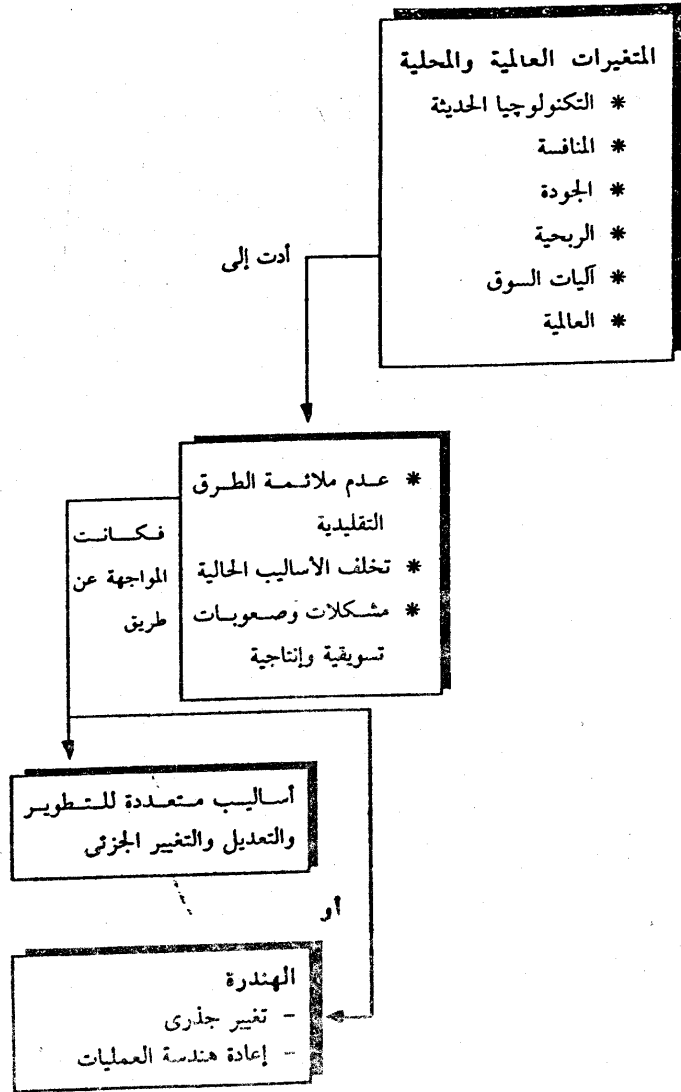 المتغيرات العالمية والمحلية
* التكنولوچيا الحديثة
* المنافسة
* الجودة
* الربحية
* آليات السوق
* العالمية
أدت إلى
* عدم ملائمة الطرق
التقليدية
* تخلف الأساليب الحالية
* مشكلات وصعوبات
تسويقية وإنتاجية
فكانت
المواجهة عن
طريق
أساليب متعددة للتطوير
والتعديل والتغيير الجزئى
أو
الهندرة
- تغيير جذرى
- إعادة هندسة العمليات